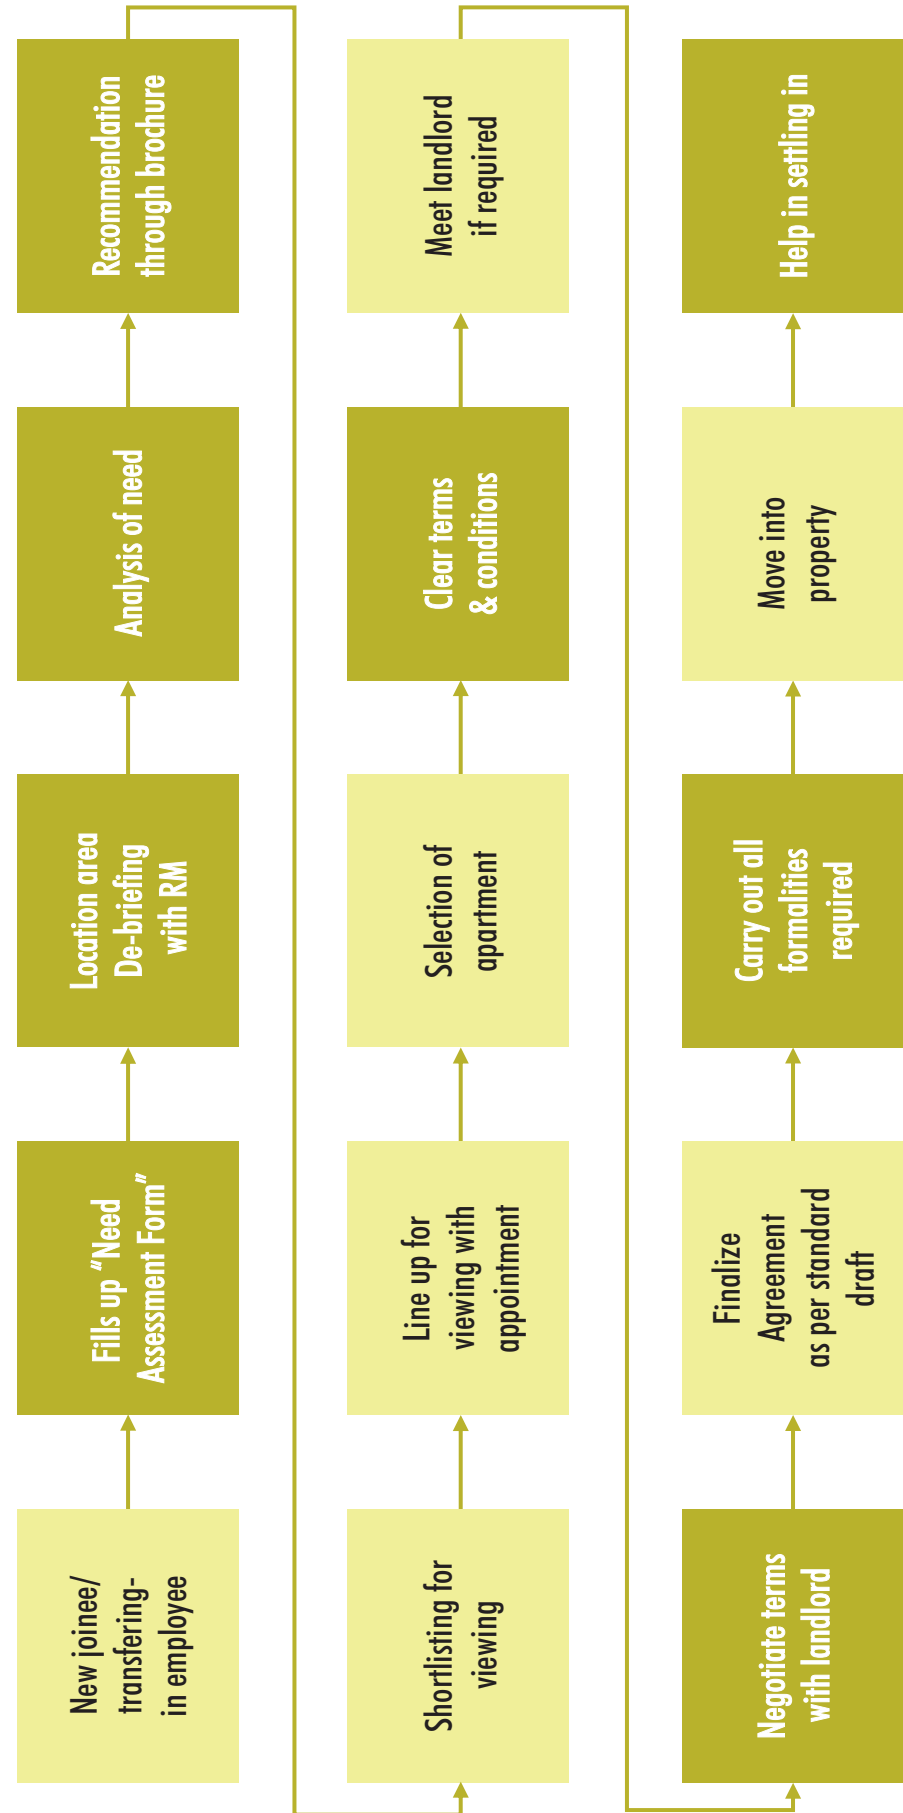 New joinee/
transfering-
in employee
Fills up “Need
Assessment Form”
Location area
De-briefing
with RM
Analysis of need
Recommendation
through brochure
Shortlisting for
viewing
Line up for
viewing with
appointment
Selection of
apartment
Clear terms
& conditions
Meet landlord
if required
Negotiate terms
with landlord
Finalize
Agreement
as per standard
draft
Carry out all
formalities
required
Move into
property
Help in settling in